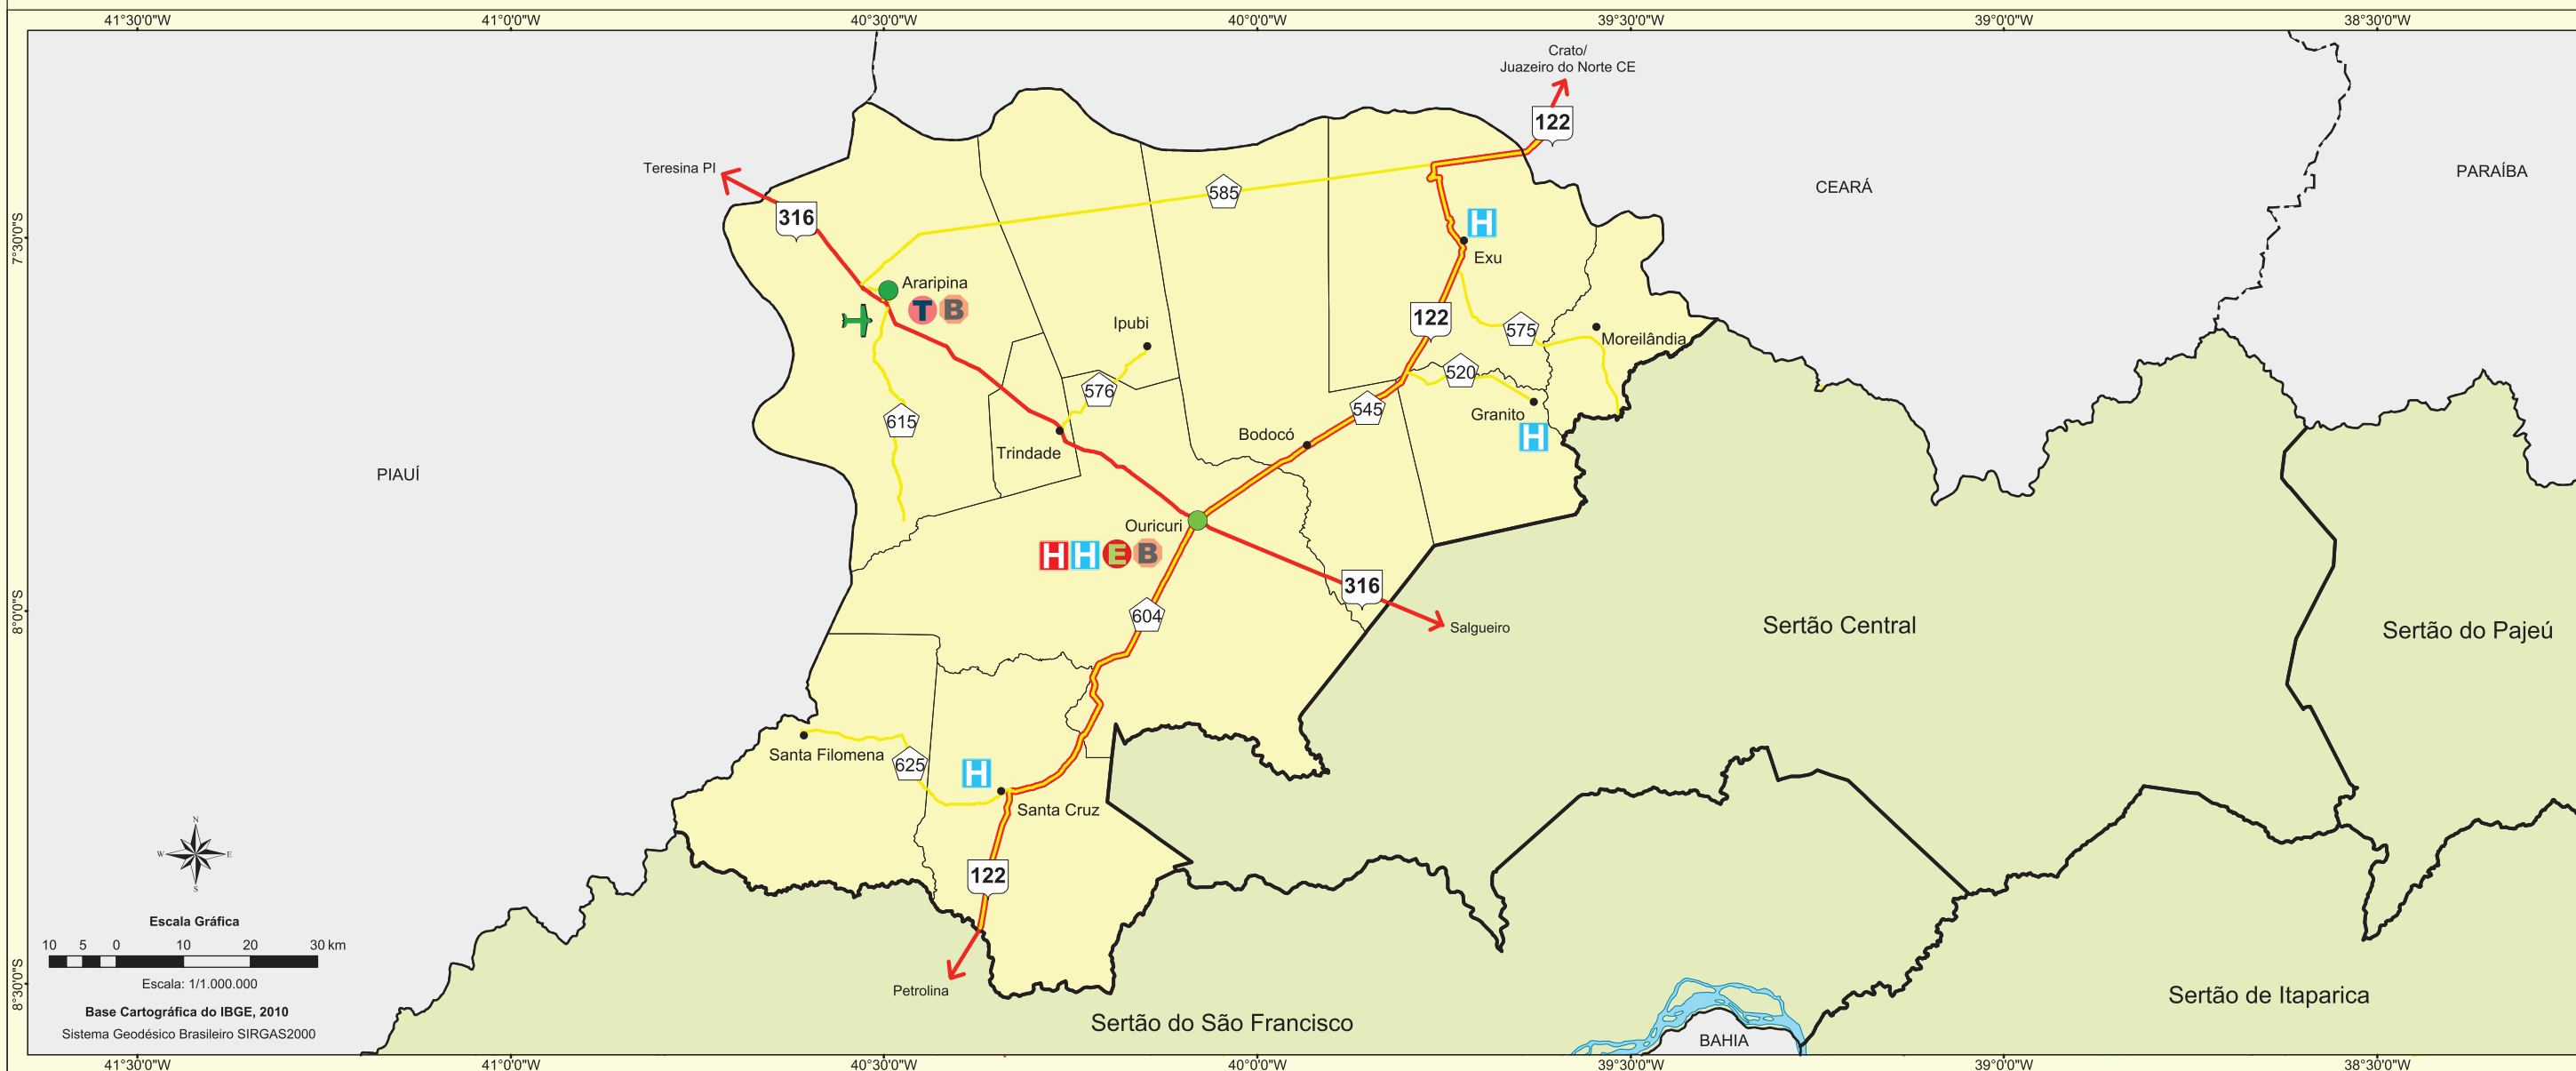 41°30'0"W
41°0'0"W
40°30'0"W
40°0'0"W
39°30'0"W
39°0'0"W
38°30'0"W
Crato/
Juazeiro do Norte CE
122
Teresina PI
CEARÁ
PARAÍBA
585
316
7°30'0"S
H
Exu
Araripina
T B
Ipubi
122
575
Moreilândia
520
576
545
Granito
615
Bodocó
H
Trindade
PIAUÍ
Ouricuri
H H E B
316
8°0'0"S
604
Salgueiro
Sertão Central
Sertão do Pajeú
Santa Filomena
625
H
Santa Cruz
N
W E
S
122
Escala Gráfica
10 5 0 10 20 30 km
Escala: 1/1.000.000
8°30'0"S
Petrolina
Sertão de Itaparica
Base Cartográfica do IBGE, 2010
Sertão do São Francisco
Sistema Geodésico Brasileiro SIRGAS2000
BAHIA
41°30'0"W
41°0'0"W
40°30'0"W
40°0'0"W
39°30'0"W
39°0'0"W
38°30'0"W